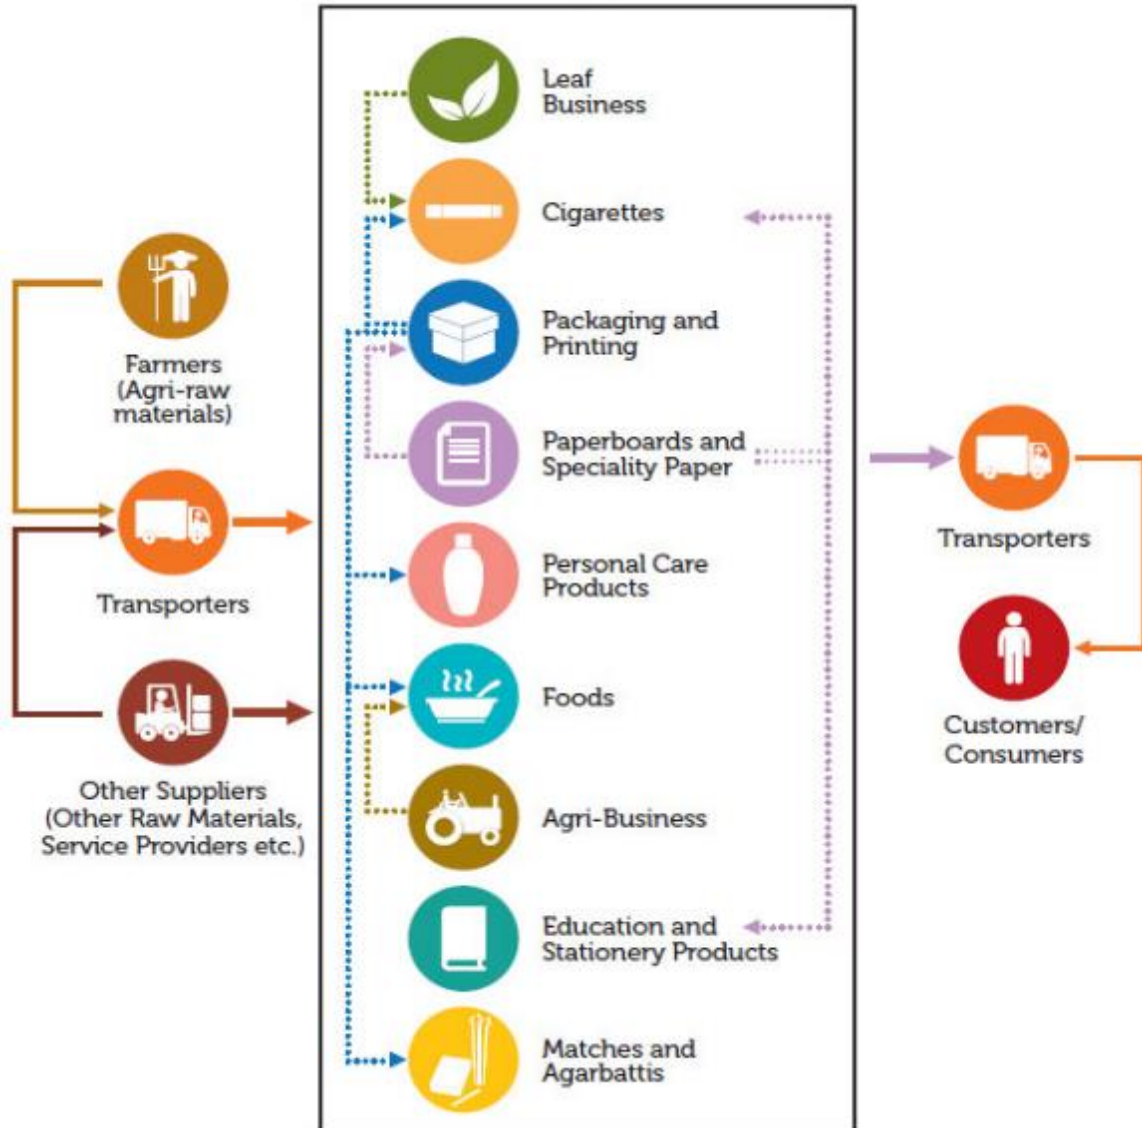 Leaf
Business
Cigarettes
Packaging and
Printing
Paperboards and
Speciality Paper
Personal Care
Products
Foods
Agri-Business
Education and
Stationery Products
Matches and
Agarbattis
Farmers
(Agri-raw
materials)
Transporters
Other Suppliers
(Other Raw Materials,
Service Providers etc.)
Transporters
Customers/
Consumers